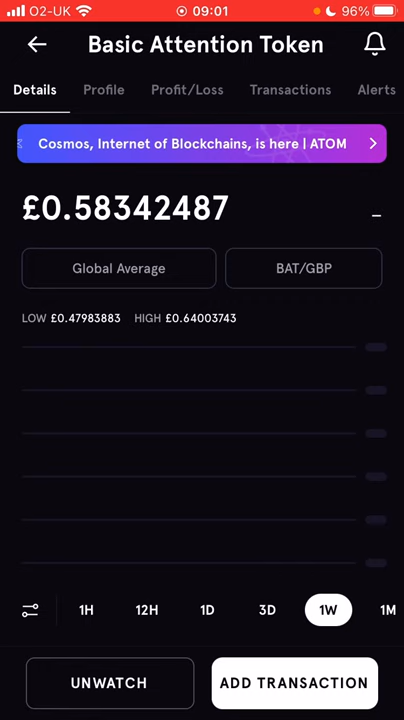 O2-UK 09:01 96%
Basic Attention Token
Details Profile Profit/Loss Transactions Alerts
Cosmos, Internet of Blockchains, is here | ATOM
£0.58342487 –
Global Average BAT/GBP
LOW £0.47983883 HIGH £0.64003743
1H 12H 1D 3D 1W 1M
UNWATCH ADD TRANSACTION